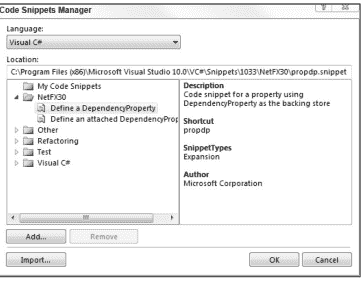 Code Snippets Manager
Language:
Visual C#
Location:
C:\Program Files (x86)\Microsoft Visual Studio 10.0\VC#\Snippets\1033\NetFX30\propdp.snippet
My Code Snippets
NetFX30
Define a DependencyProperty
Define an attached DependencyProp
Other
Refactoring
Test
Visual C#
Description
Code snippet for a property using
DependencyProperty as the backing store
Shortcut
propdp
SnippetTypes
Expansion
Author
Microsoft Corporation
Add...
Remove
Import...
OK
Cancel